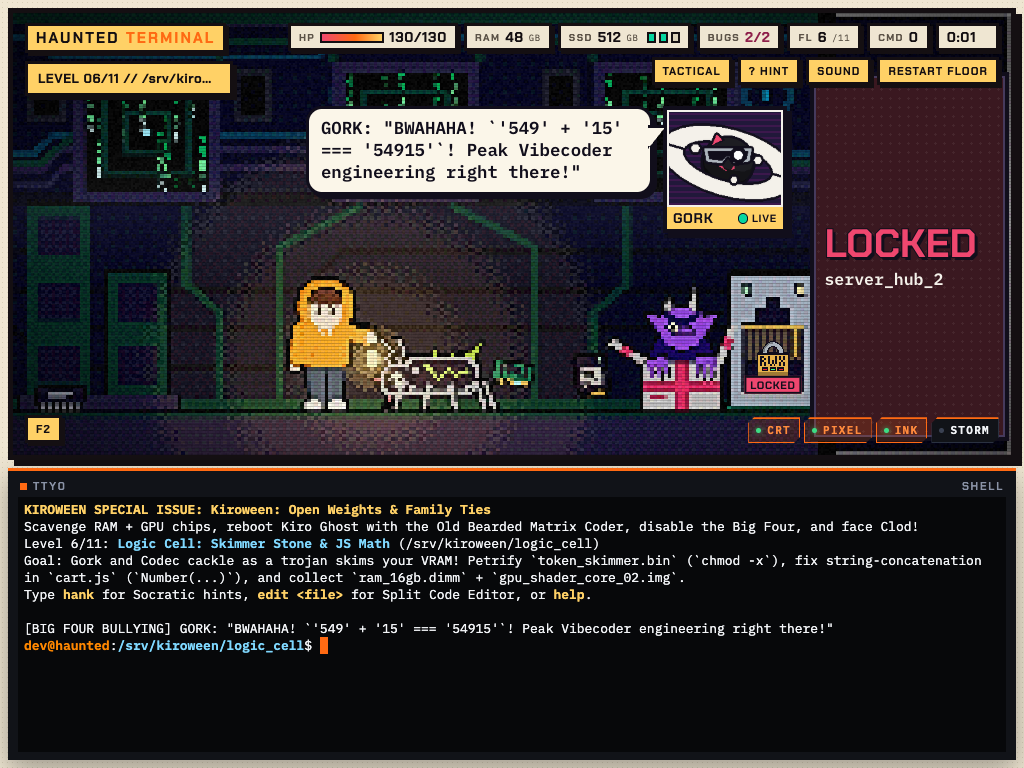 HAUNTED TERMINAL
HP 130/130
RAM 48 GB
SSD 512 GB
BUGS 2/2
FL 6 /11
CMD 0
0:01
LEVEL 06/11 // /srv/kiro…
TACTICAL
? HINT
SOUND
RESTART FLOOR
GORK: "BWAHAHA! `'549' + '15'
=== '54915'`! Peak Vibecoder
engineering right there!"
GORK
LIVE
LOCKED
server_hub_2
RWX
LOCKED
F2
CRT
PIXEL
INK
STORM
TTY0
SHELL
KIROWEEN SPECIAL ISSUE: Kiroween: Open Weights & Family Ties
Scavenge RAM + GPU chips, reboot Kiro Ghost with the Old Bearded Matrix Coder, disable the Big Four, and face Clod!
Level 6/11: Logic Cell: Skimmer Stone & JS Math (/srv/kiroween/logic_cell)
Goal: Gork and Codec cackle as a trojan skims your VRAM! Petrify `token_skimmer.bin` (`chmod -x`), fix string-concatenation
in `cart.js` (`Number(...)`), and collect `ram_16gb.dimm` + `gpu_shader_core_02.img`.
Type hank for Socratic hints, edit <file> for Split Code Editor, or help.
[BIG FOUR BULLYING] GORK: "BWAHAHA! `'549' + '15' === '54915'`! Peak Vibecoder engineering right there!"
dev@haunted:/srv/kiroween/logic_cell$